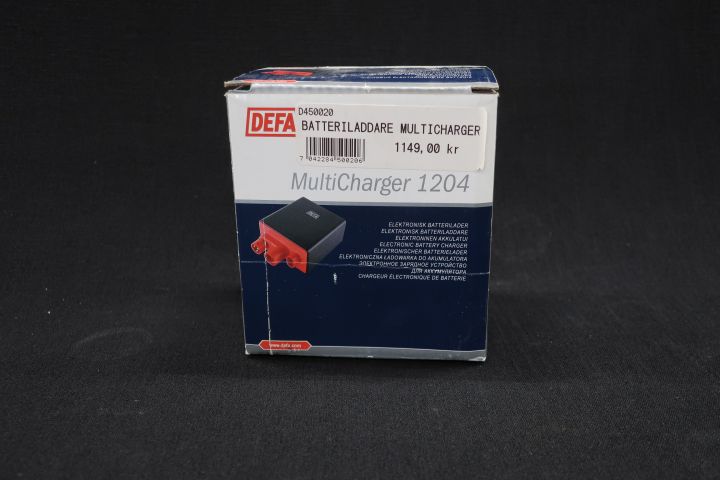 DEFA
D450020
BATTERILADDARE MULTICHARGER
1149,00 kr
7 042284 500206
MultiCharger 1204
DEFA
ELEKTRONISK BATTERILADER
ELEKTRONISK BATTERILADDARE
ELEKTRONINEN AKKULATURI
ELECTRONIC BATTERY CHARGER
ELEKTRONISCHER BATTERIELADER
ELEKTRONICZNA ŁADOWARKA DO AKUMULATORA
ЭЛЕКТРОННОЕ ЗАРЯДНОЕ УСТРОЙСТВО
ДЛЯ АККУМУЛЯТОРА
CHARGEUR ÉLECTRONIQUE DE BATTERIE
www.defa.com